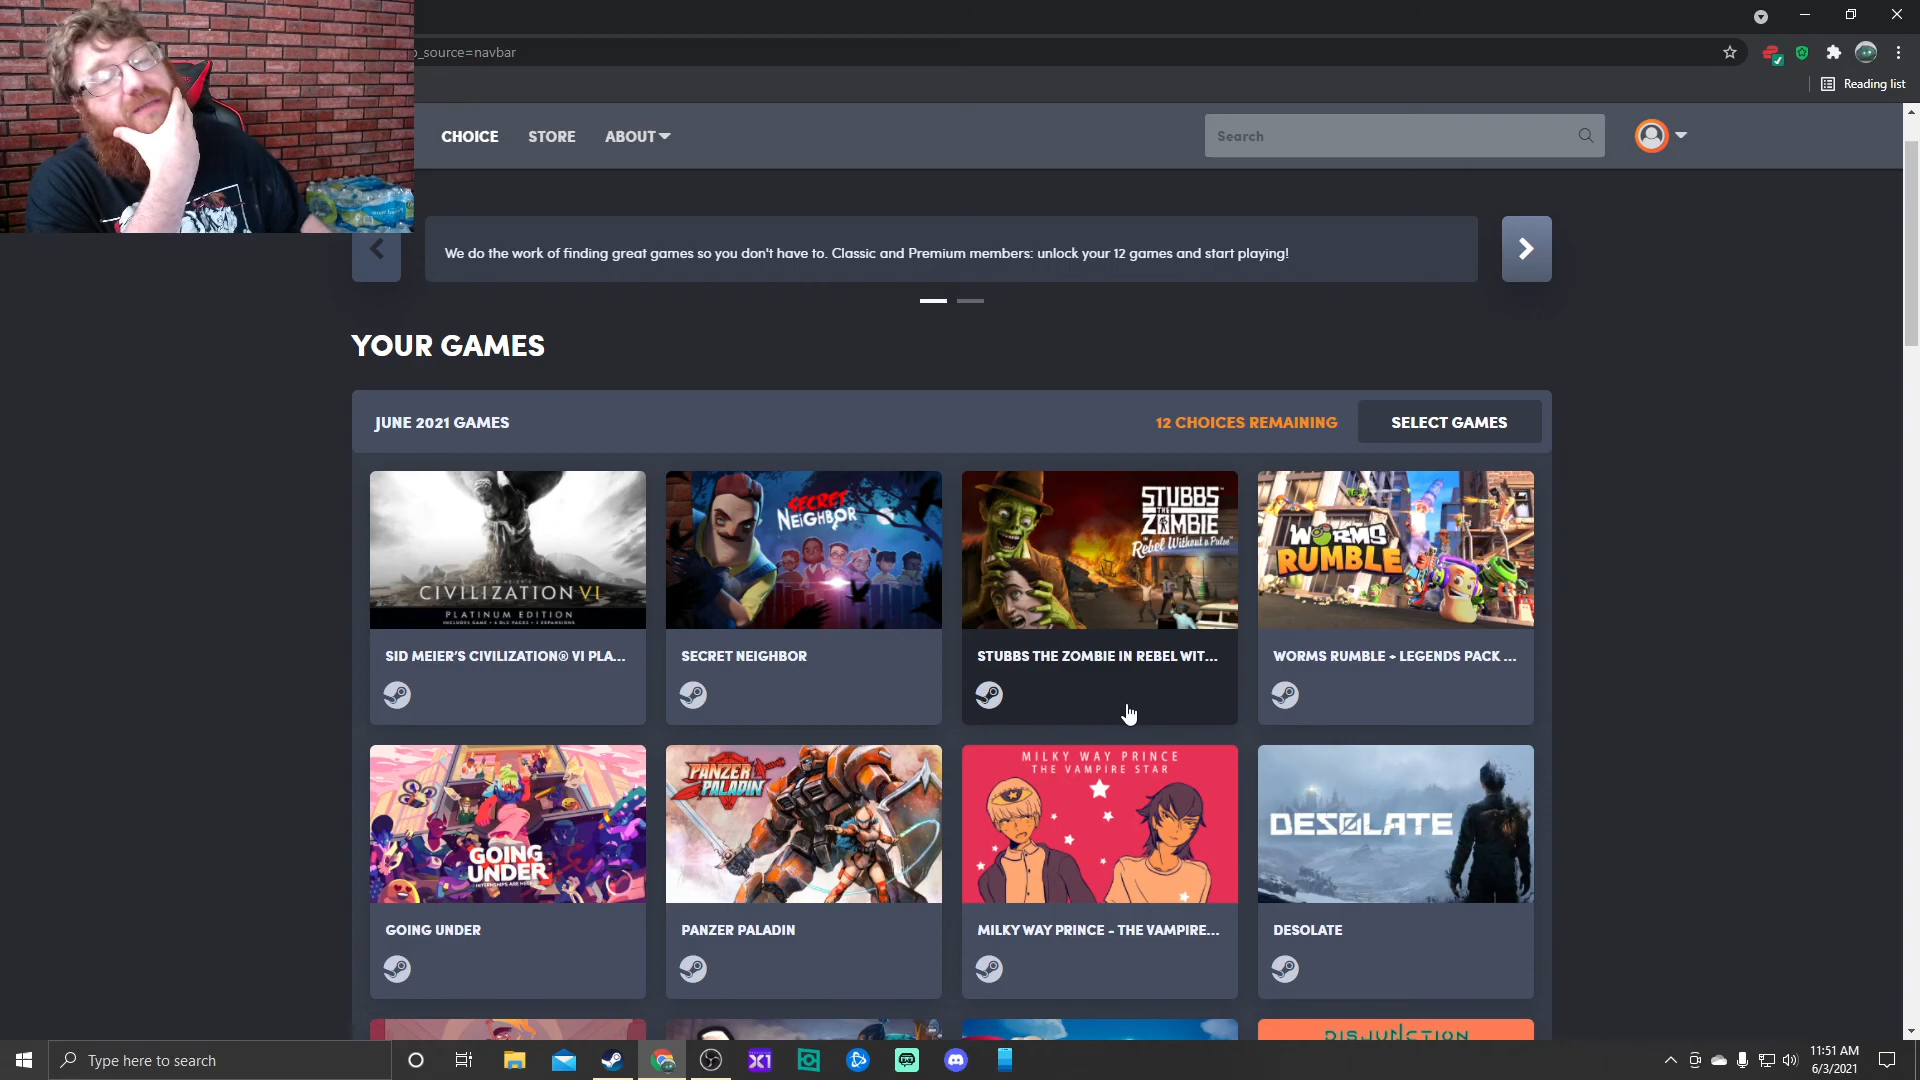 o_source=navbar
Reading list
CHOICE STORE ABOUT
Search
We do the work of finding great games so you don't have to. Classic and Premium members: unlock your 12 games and start playing!
YOUR GAMES
JUNE 2021 GAMES
12 CHOICES REMAINING
SELECT GAMES
CIVILIZATION VI
PLATINUM EDITION
SID MEIER'S CIVILIZATION® VI PLA...
SECRET
NEIGHBOR
SECRET NEIGHBOR
STUBBS
THE ZOMBIE
IN
Rebel Without a Pulse
STUBBS THE ZOMBIE IN REBEL WIT...
WORMS
RUMBLE
WORMS RUMBLE + LEGENDS PACK ...
GOING
UNDER
GOING UNDER
PANZER
PALADIN
PANZER PALADIN
MILKY WAY PRINCE
THE VAMPIRE STAR
MILKY WAY PRINCE - THE VAMPIRE...
DESOLATE
DESOLATE
DISJUNCTION
Type here to search
11:51 AM
6/3/2021